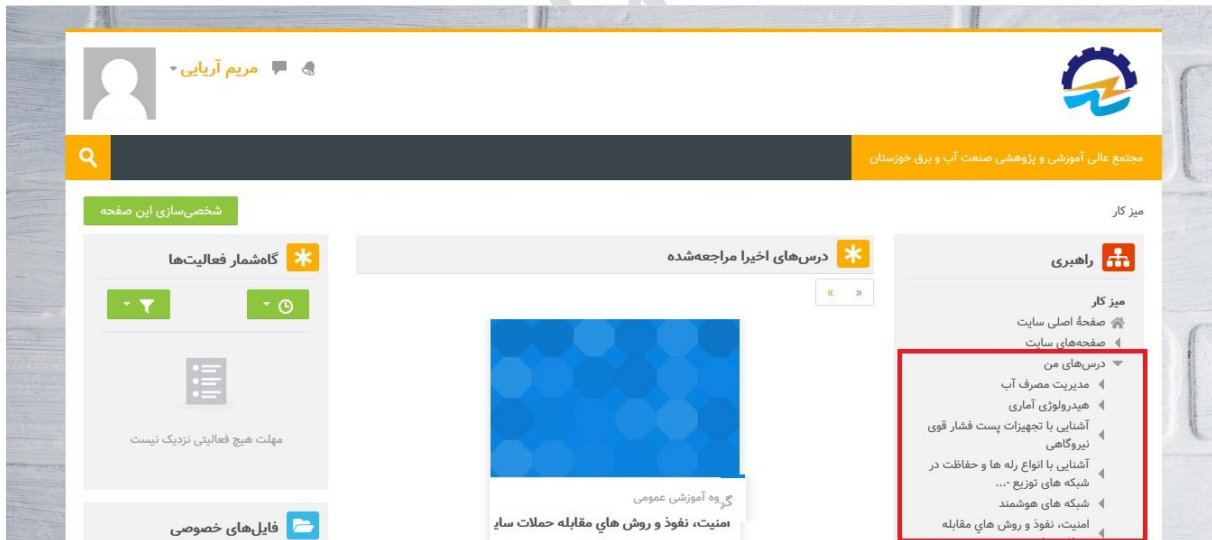 مریم آریایی
مجتمع عالی آموزشی و پژوهشی صنعت آب و برق خوزستان
میز کار
شخصی‌سازی این صفحه
راهبری
میز کار
صفحهٔ اصلی سایت
صفحه‌های سایت
درس‌های من
مدیریت مصرف آب
هیدرولوژی آماری
آشنایی با تجهیزات پست فشار قوی
نیروگاهی
آشنایی با انواع رله ها و حفاظت در
شبکه های توزیع -...
شبکه های هوشمند
امنیت، نفوذ و روش هاي مقابله
درس‌های اخیرا مراجعه‌شده
« »
گروه آموزشی عمومی
امنیت، نفوذ و روش هاي مقابله حملات سای
گاه‌شمار فعالیت‌ها
مهلت هیچ فعالیتی نزدیک نیست
فایل‌های خصوصی